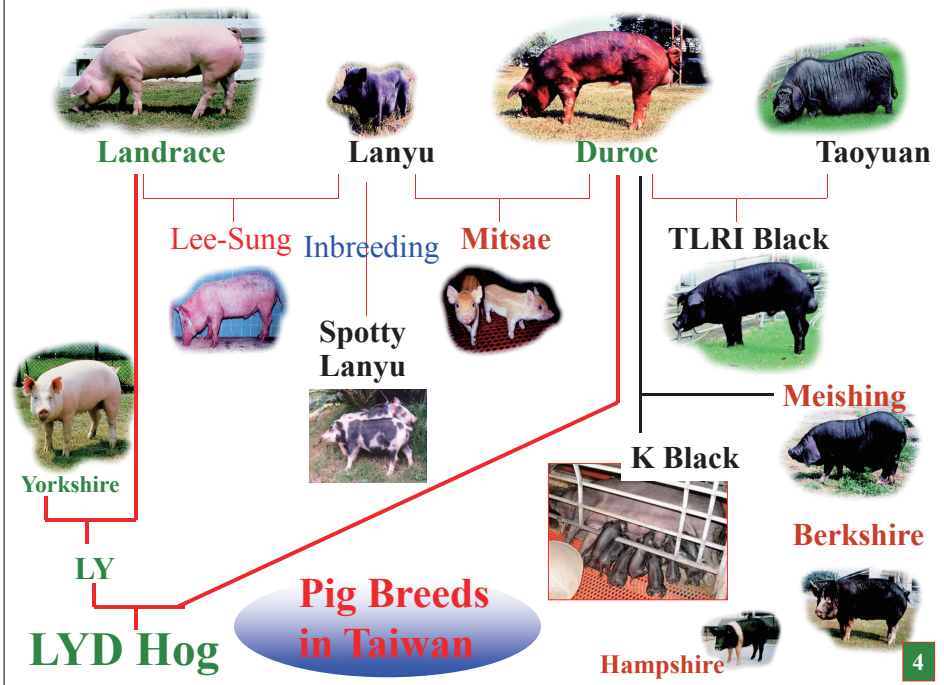 Landrace
Lanyu
Duroc
Taoyuan
Lee-Sung
Inbreeding
Mitsae
TLRI Black
Spotty
Lanyu
Meishing
K Black
Yorkshire
Berkshire
LY
Pig Breeds
in Taiwan
LYD Hog
Hampshire
4